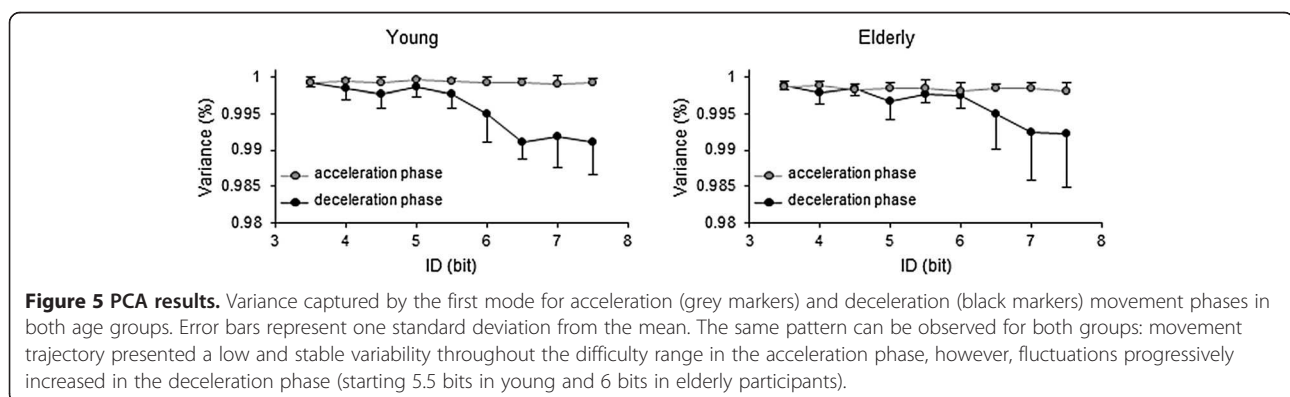 Young
Elderly
1
0.995
0.99
0.985
0.98
Variance (%)
acceleration phase
deceleration phase
3 4 5 6 7 8
ID (bit)
1
0.995
0.99
0.985
0.98
Variance (%)
acceleration phase
deceleration phase
3 4 5 6 7 8
ID (bit)
Figure 5 PCA results. Variance captured by the first mode for acceleration (grey markers) and deceleration (black markers) movement phases in
both age groups. Error bars represent one standard deviation from the mean. The same pattern can be observed for both groups: movement
trajectory presented a low and stable variability throughout the difficulty range in the acceleration phase, however, fluctuations progressively
increased in the deceleration phase (starting 5.5 bits in young and 6 bits in elderly participants).